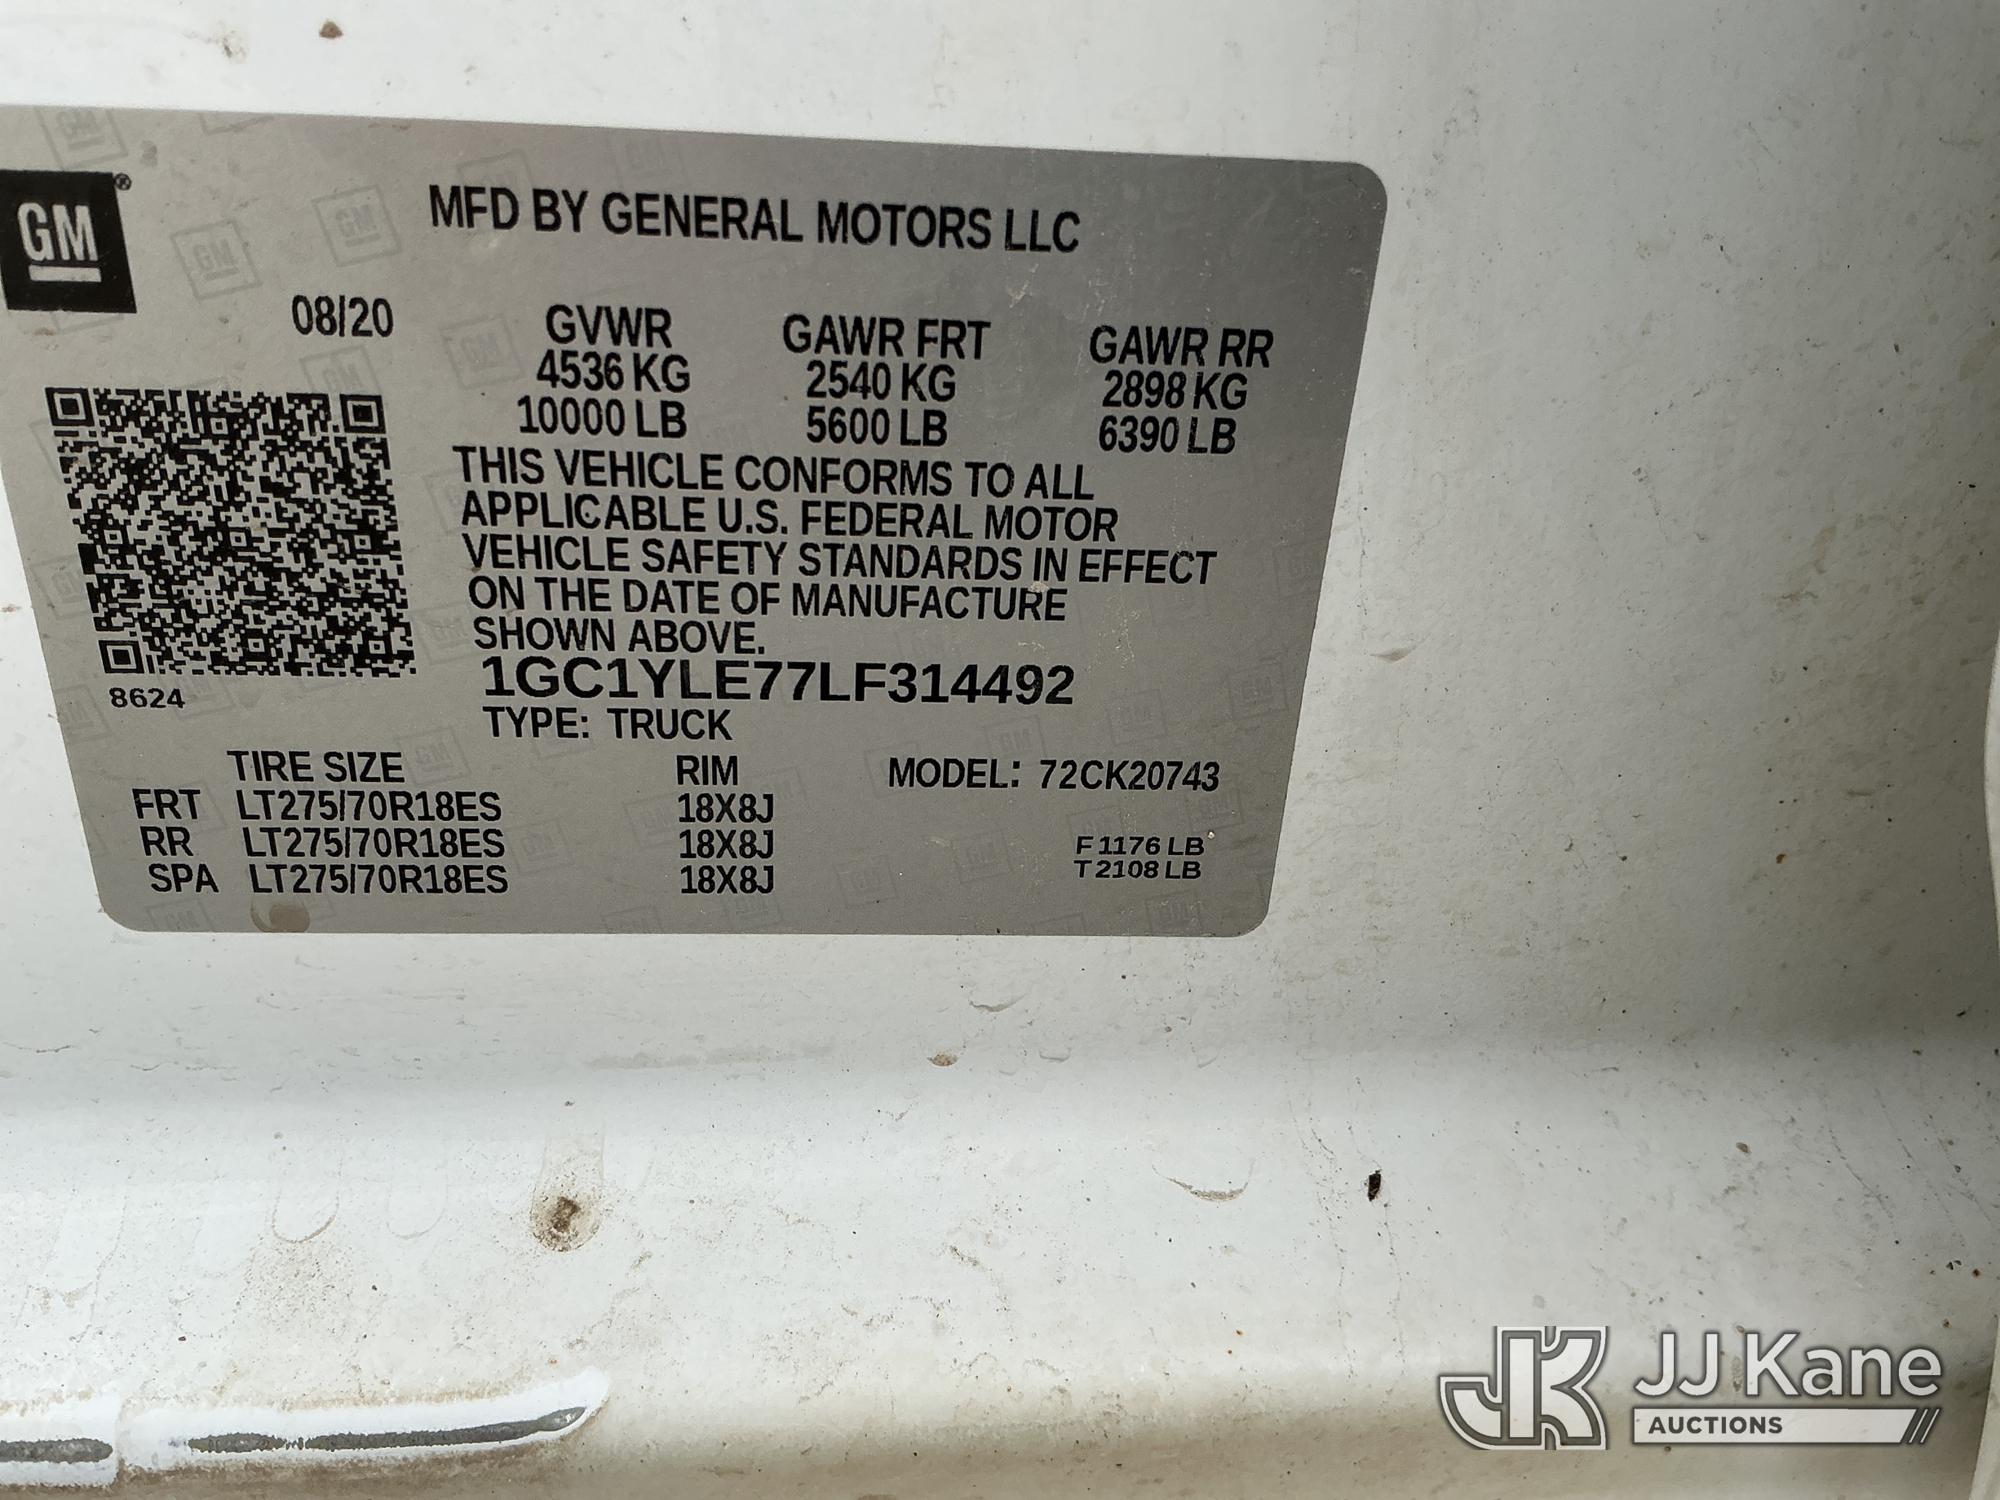 GM®
MFD BY GENERAL MOTORS LLC
08/20
GVWR GAWR FRT GAWR RR
4536 KG 2540 KG 2898 KG
10000 LB 5600 LB 6390 LB
THIS VEHICLE CONFORMS TO ALL
APPLICABLE U.S. FEDERAL MOTOR
VEHICLE SAFETY STANDARDS IN EFFECT
ON THE DATE OF MANUFACTURE
SHOWN ABOVE.
8624
1GC1YLE77LF314492
TYPE: TRUCK
TIRE SIZE RIM MODEL: 72CK20743
FRT LT275/70R18ES 18X8J
RR LT275/70R18ES 18X8J F 1176 LB
SPA LT275/70R18ES 18X8J T 2108 LB
JK JJ Kane
AUCTIONS